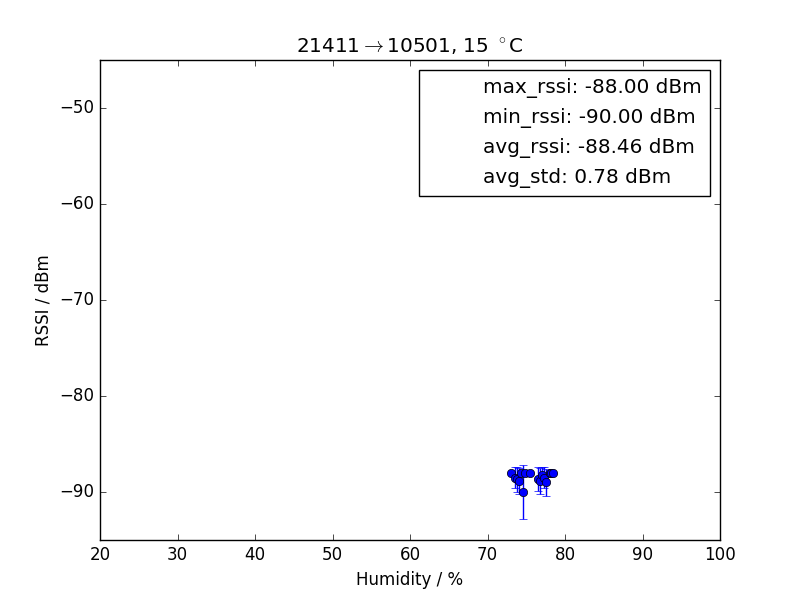 21411→10501, 15 °C
max_rssi: -88.00 dBm
min_rssi: -90.00 dBm
avg_rssi: -88.46 dBm
avg_std: 0.78 dBm
RSSI / dBm
−50
−60
−70
−80
−90
20 30 40 50 60 70 80 90 100
Humidity / %